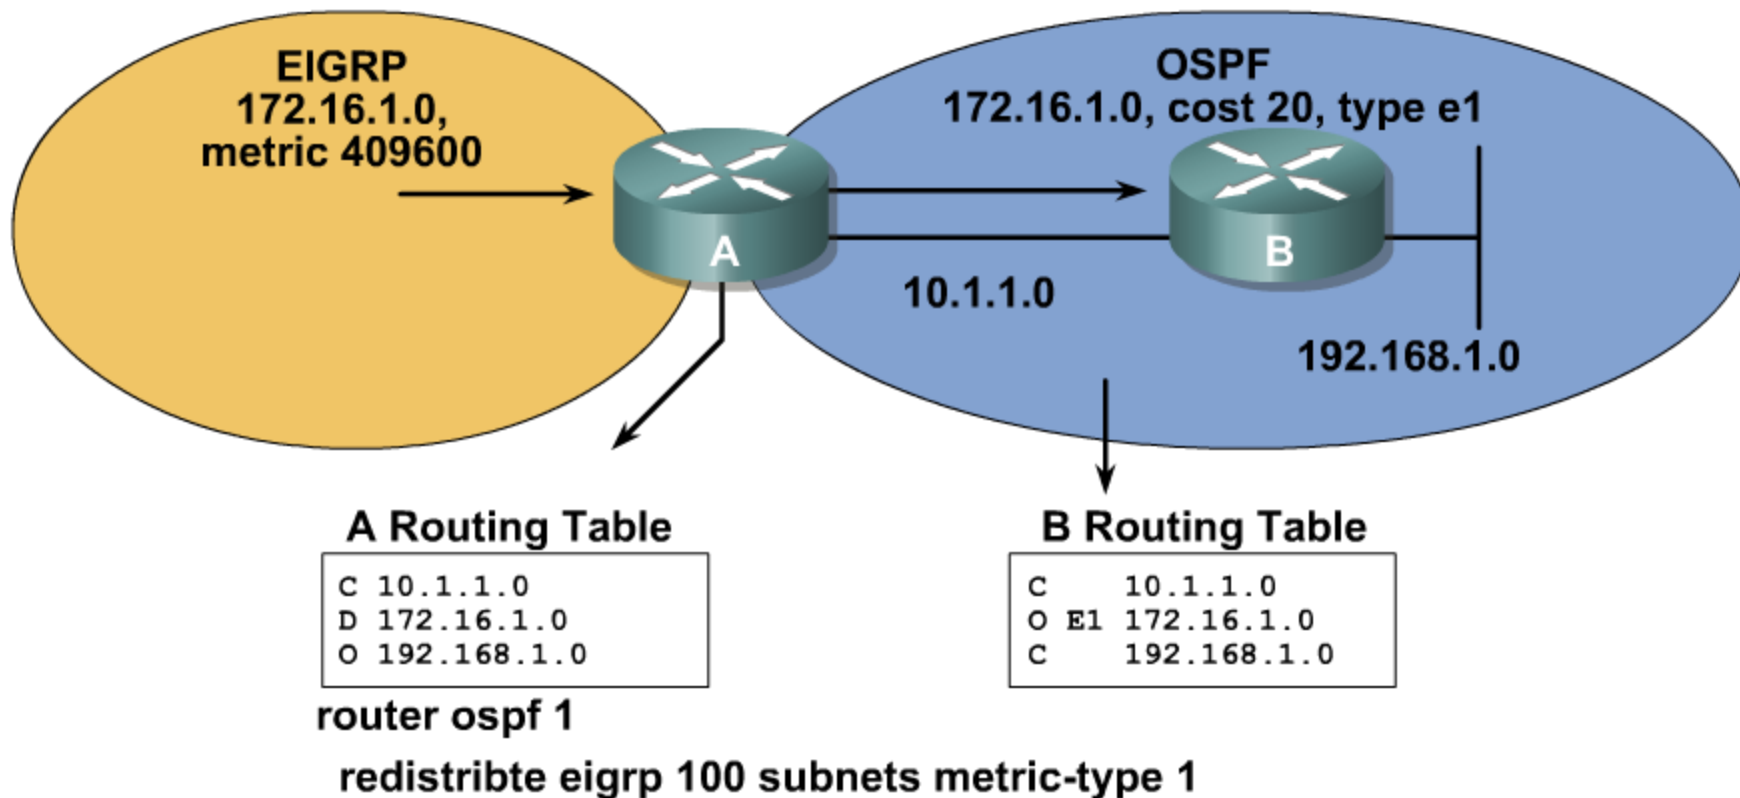 EIGRP
172.16.1.0,
metric 409600
OSPF
172.16.1.0, cost 20, type e1
A
B
10.1.1.0
192.168.1.0
A Routing Table
C 10.1.1.0
D 172.16.1.0
O 192.168.1.0
B Routing Table
C 10.1.1.0
O E1 172.16.1.0
C 192.168.1.0
router ospf 1
redistribte eigrp 100 subnets metric-type 1